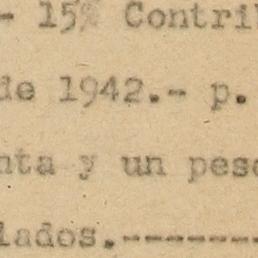 - 15% Contri
de 1942.- p.
nta y un pes
lados.--------